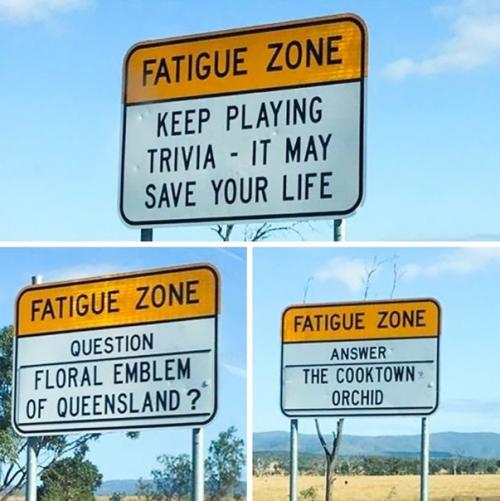 FATIGUE ZONE
KEEP PLAYING
TRIVIA - IT MAY
SAVE YOUR LIFE
FATIGUE ZONE
QUESTION
FLORAL EMBLEM
OF QUEENSLAND?
FATIGUE ZONE
ANSWER
THE COOKTOWN
ORCHID